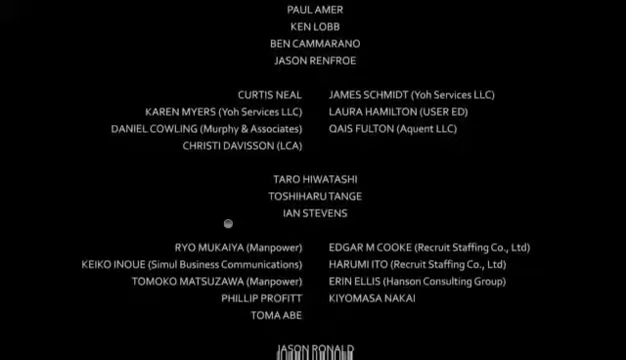 PAUL AMER
KEN LOBB
BEN CAMMARANO
JASON RENFROE
CURTIS NEAL JAMES SCHMIDT (Yoh Services LLC)
KAREN MYERS (Yoh Services LLC) LAURA HAMILTON (USER ED)
DANIEL COWLING (Murphy & Associates) QAIS FULTON (Aquent LLC)
CHRISTI DAVISSON (LCA)
TARO HIWATASHI
TOSHIHARU TANGE
IAN STEVENS
RYO MUKAIYA (Manpower) EDGAR M COOKE (Recruit Staffing Co., Ltd)
KEIKO INOUE (Simul Business Communications) HARUMI ITO (Recruit Staffing Co., Ltd)
TOMOKO MATSUZAWA (Manpower) ERIN ELLIS (Hanson Consulting Group)
PHILLIP PROFITT KIYOMASA NAKAI
TOMA ABE
JASON RONALD